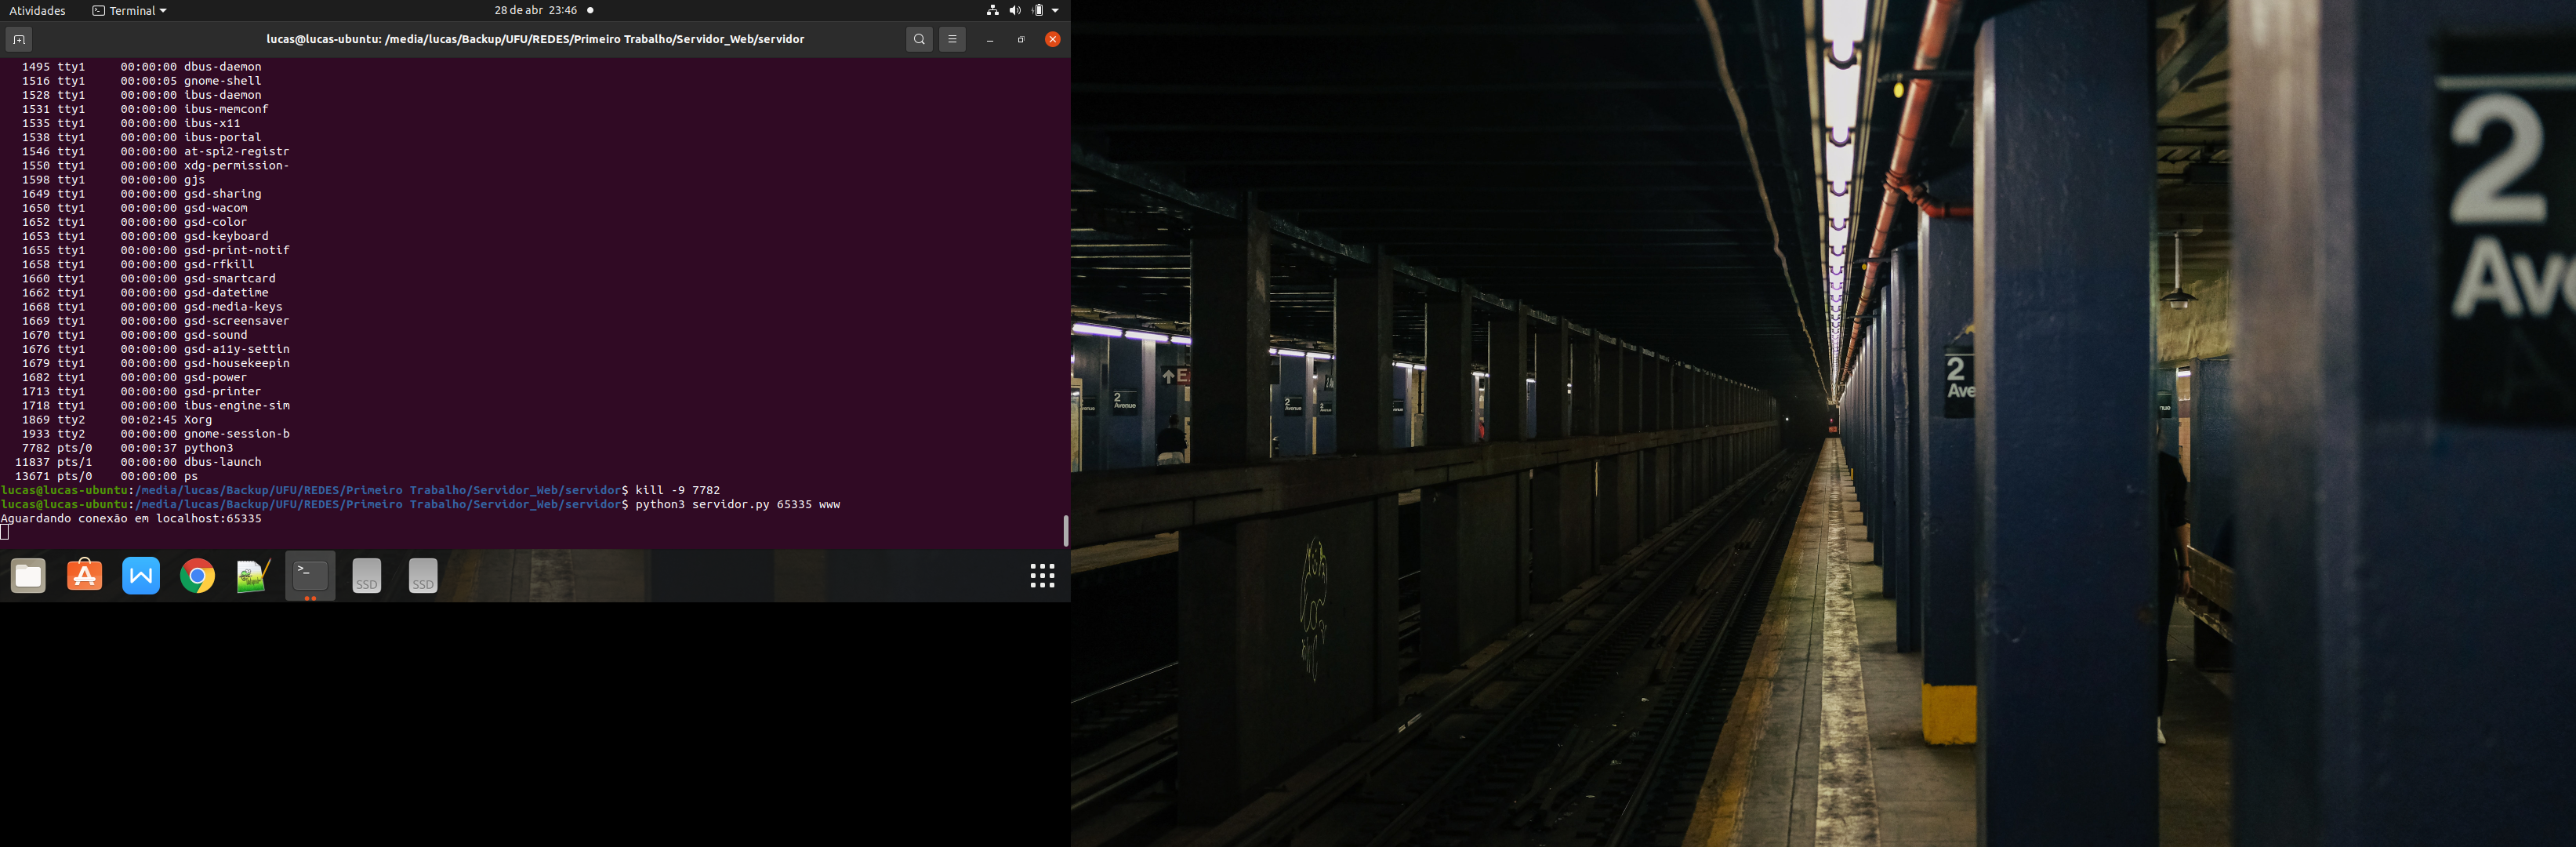 Atividades
Terminal
28 de abr 23:46
lucas@lucas-ubuntu: /media/lucas/Backup/UFU/REDES/Primeiro Trabalho/Servidor_Web/servidor
1495 tty1 00:00:00 dbus-daemon
1516 tty1 00:00:05 gnome-shell
1528 tty1 00:00:00 ibus-daemon
1531 tty1 00:00:00 ibus-memconf
1535 tty1 00:00:00 ibus-x11
1538 tty1 00:00:00 ibus-portal
1546 tty1 00:00:00 at-spi2-registr
1550 tty1 00:00:00 xdg-permission-
1598 tty1 00:00:00 gjs
1649 tty1 00:00:00 gsd-sharing
1650 tty1 00:00:00 gsd-wacom
1652 tty1 00:00:00 gsd-color
1653 tty1 00:00:00 gsd-keyboard
1655 tty1 00:00:00 gsd-print-notif
1658 tty1 00:00:00 gsd-rfkill
1660 tty1 00:00:00 gsd-smartcard
1662 tty1 00:00:00 gsd-datetime
1668 tty1 00:00:00 gsd-media-keys
1669 tty1 00:00:00 gsd-screensaver
1670 tty1 00:00:00 gsd-sound
1676 tty1 00:00:00 gsd-a11y-settin
1679 tty1 00:00:00 gsd-housekeepin
1682 tty1 00:00:00 gsd-power
1713 tty1 00:00:00 gsd-printer
1718 tty1 00:00:00 ibus-engine-sim
1869 tty2 00:02:45 Xorg
1933 tty2 00:00:00 gnome-session-b
7782 pts/0 00:00:37 python3
11837 pts/1 00:00:00 dbus-launch
13671 pts/0 00:00:00 ps
lucas@lucas-ubuntu:/media/lucas/Backup/UFU/REDES/Primeiro Trabalho/Servidor_Web/servidor$ kill -9 7782
lucas@lucas-ubuntu:/media/lucas/Backup/UFU/REDES/Primeiro Trabalho/Servidor_Web/servidor$ python3 servidor.py 65335 www
Aguardando conexão em localhost:65335
SSD
SSD
2
Ave
2
Ave
E
2
Avenue
2
Avenue
2
Avenue